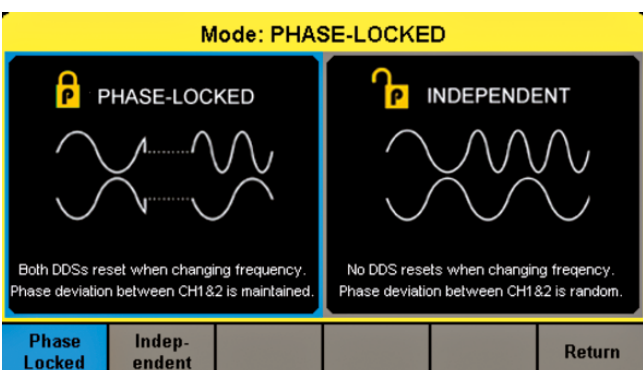 Mode: PHASE-LOCKED
P PHASE-LOCKED
Both DDSs reset when changing frequency.
Phase deviation between CH1&2 is maintained.
P INDEPENDENT
No DDS resets when changing freqency.
Phase deviation between CH1&2 is random.
Phase
Locked
Indep-
endent
Return